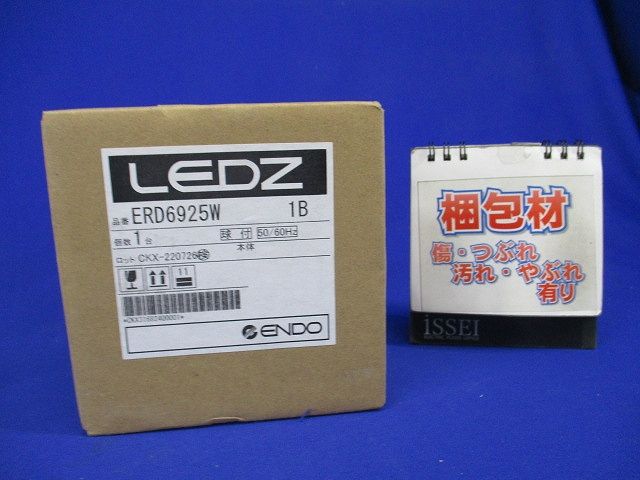 LEDZ
品番 ERD6925W 1B
個数 1台 球付 50/60Hz
本体
ロット CKX-220726
11
ENDO
梱包材
傷・つぶれ
汚れ・やぶれ
有り
iSSEI